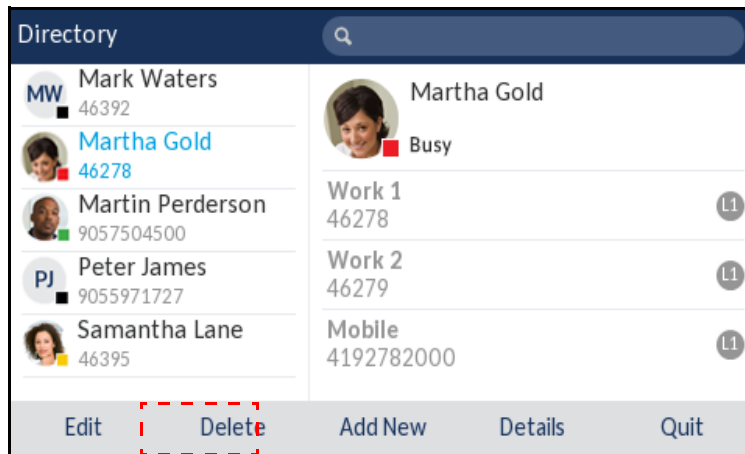 Directory
MW Mark Waters
46392
Martha Gold
46278
Martin Perderson
9057504500
PJ Peter James
9055971727
Samantha Lane
46395
Martha Gold
Busy
Work 1
46278 L1
Work 2
46279 L1
Mobile
4192782000 L1
Edit Delete Add New Details Quit